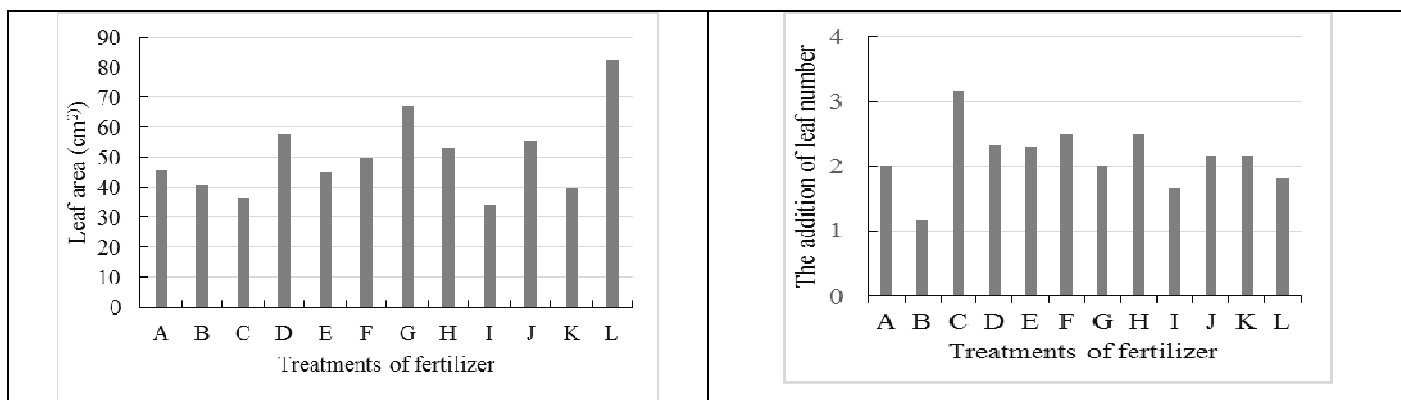 90
80
70
60
50
40
30
20
10
0
Leaf area (cm²⁾)
A B C D E F G H I J K L
Treatments of fertilizer
4
3
2
1
0
The addition of leaf number
A B C D E F G H I J K L
Treatments of fertilizer